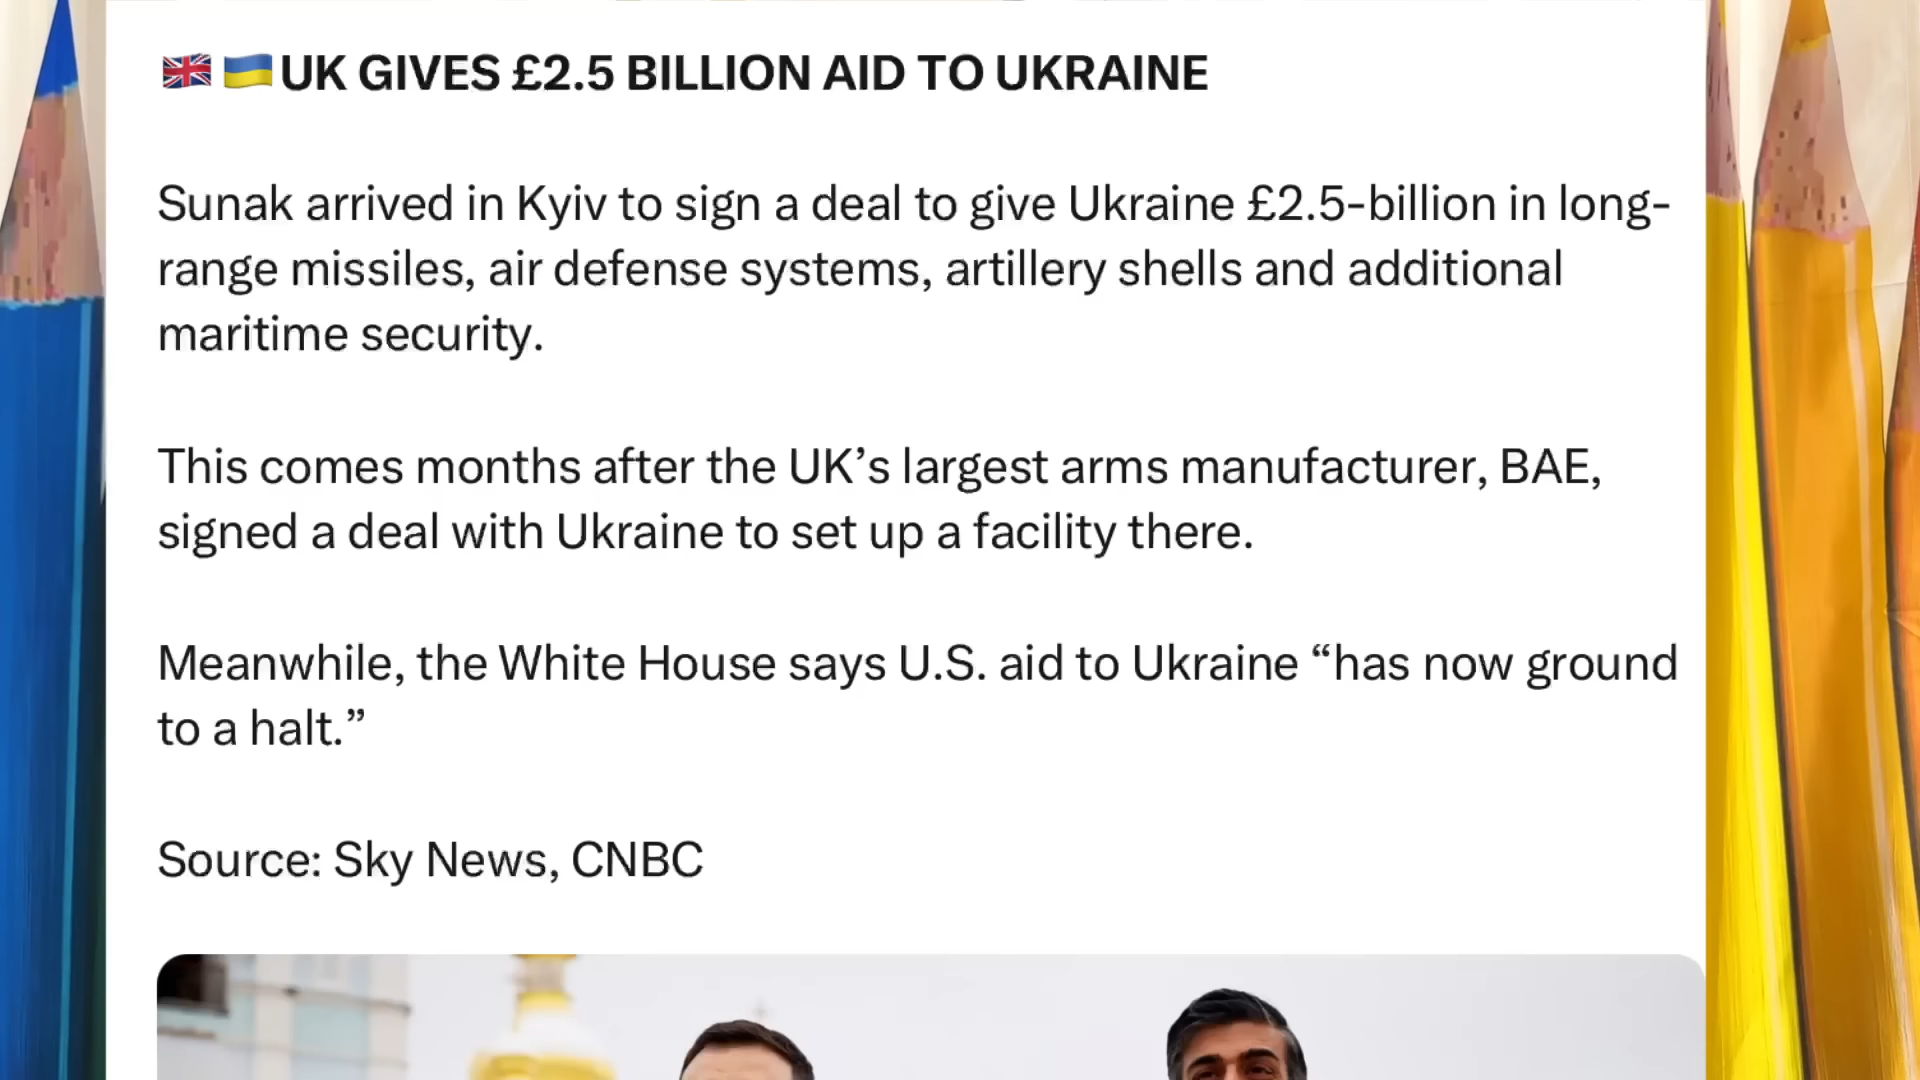 🇬🇧 🇺🇦UK GIVES £2.5 BILLION AID TO UKRAINE
Sunak arrived in Kyiv to sign a deal to give Ukraine £2.5-billion in long-
range missiles, air defense systems, artillery shells and additional
maritime security.
This comes months after the UK’s largest arms manufacturer, BAE,
signed a deal with Ukraine to set up a facility there.
Meanwhile, the White House says U.S. aid to Ukraine “has now ground
to a halt.”
Source: Sky News, CNBC